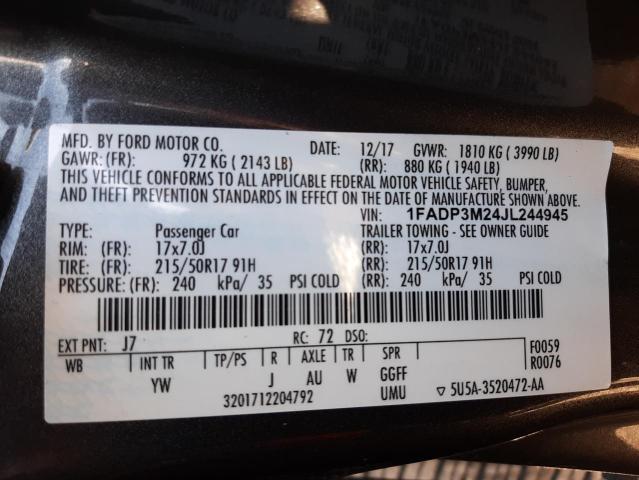 MFD. BY FORD MOTOR CO. DATE: 12/17 GVWR: 1810 KG ( 3990 LB)
GAWR: (FR): 972 KG ( 2143 LB) (RR): 880 KG ( 1940 LB)
THIS VEHICLE CONFORMS TO ALL APPLICABLE FEDERAL MOTOR VEHICLE SAFETY, BUMPER,
AND THEFT PREVENTION STANDARDS IN EFFECT ON THE DATE OF MANUFACTURE SHOWN ABOVE.
VIN: 1FADP3M24JL244945
TYPE: Passenger Car TRAILER TOWING - SEE OWNER GUIDE
RIM: (FR): 17x7.0J (RR): 17x7.0J
TIRE: (FR): 215/50R17 91H (RR): 215/50R17 91H
PRESSURE: (FR): 240 kPa/ 35 PSI COLD (RR): 240 kPa/ 35 PSI COLD
EXT PNT: J7 RC: 72 DSO: F0059
WB INT TR TP/PS R AXLE TR SPR R0076
YW J AU W GGFF
3201712204792 UMU ▽ 5U5A-3520472-AA